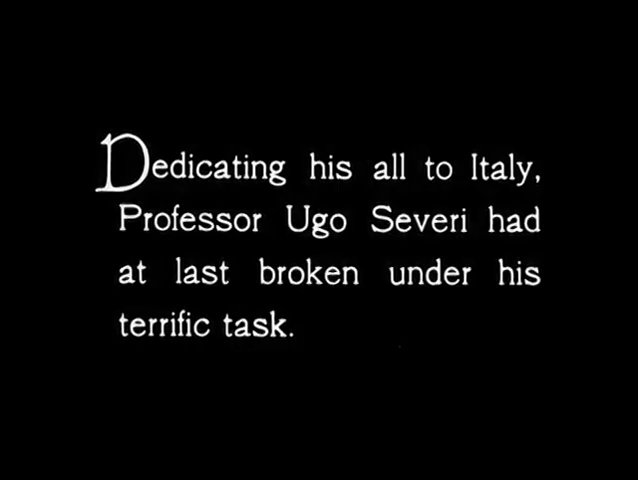 Dedicating his all to Italy,
Professor Ugo Severi had
at last broken under his
terrific task.